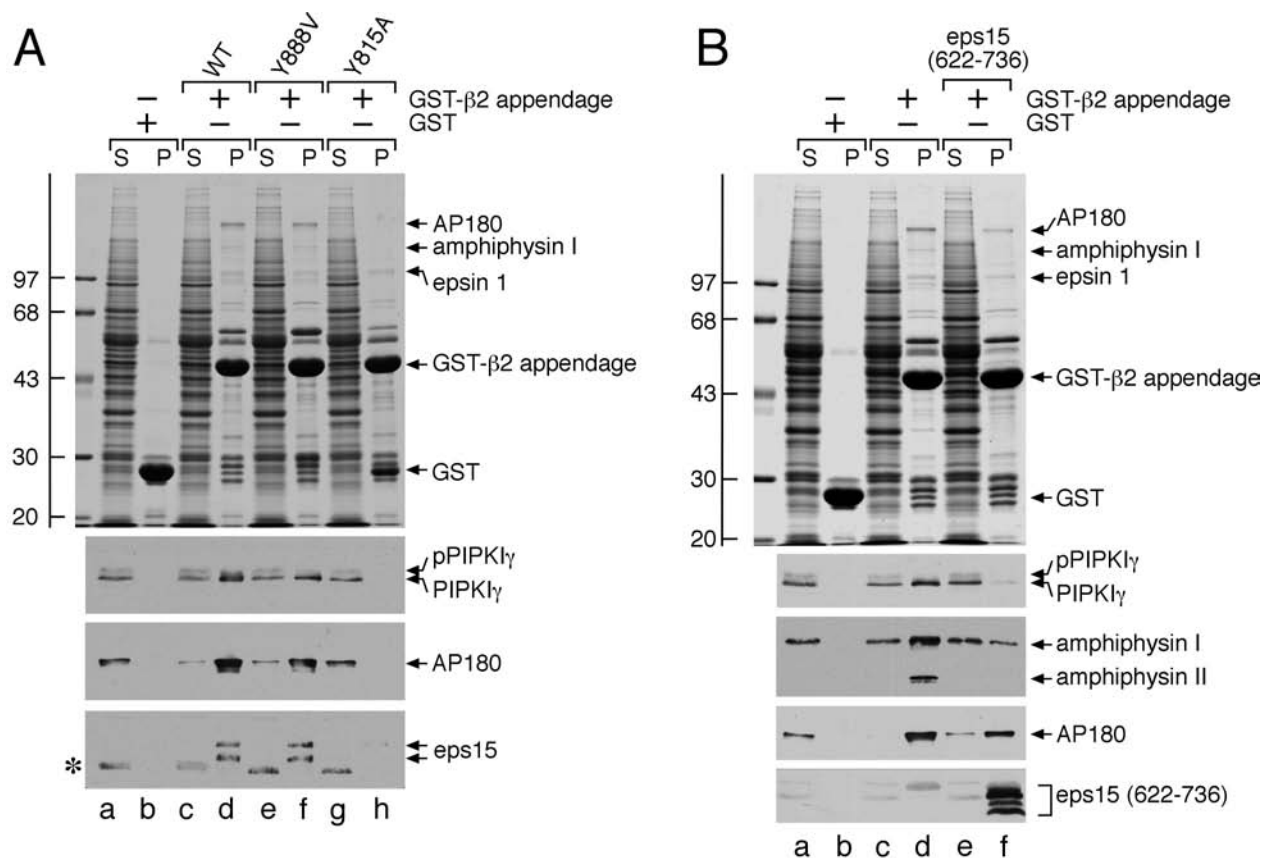 A
WT
Y888V
Y815A
− + + + GST-β2 appendage
+ − − − GST
S P S P S P S P
AP180
amphiphysin I
epsin 1
97
68
GST-β2 appendage
43
30
GST
20
pPIPKIγ
PIPKIγ
AP180
eps15
*
a b c d e f g h
B
eps15
(622-736)
− + + GST-β2 appendage
+ − − GST
S P S P S P
AP180
amphiphysin I
epsin 1
97
68
GST-β2 appendage
43
30
GST
20
pPIPKIγ
PIPKIγ
amphiphysin I
amphiphysin II
AP180
eps15 (622-736)
a b c d e f